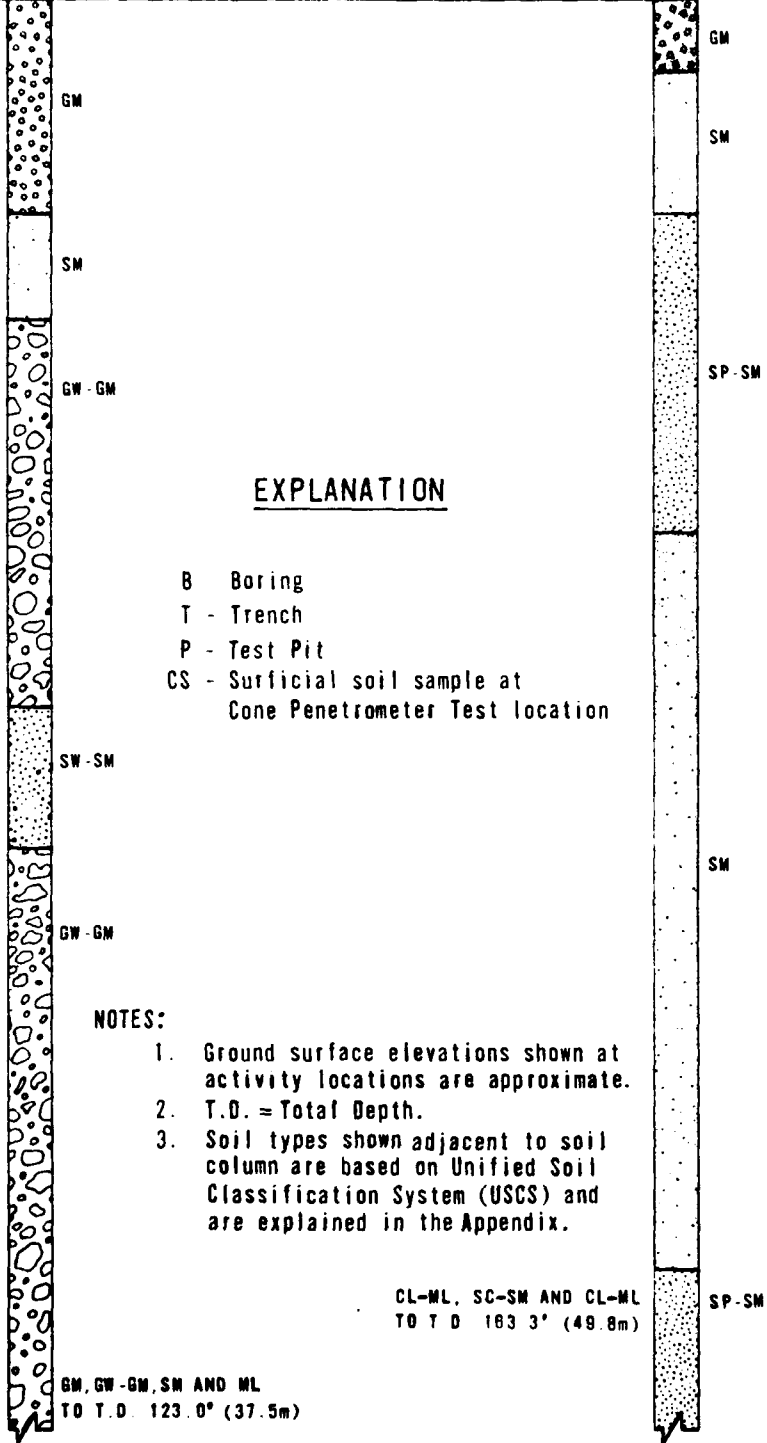 GM
GM
SM
SM
SP-SM
GW-GM
EXPLANATION
B Boring
T - Trench
P - Test Pit
CS - Surficial soil sample at
Cone Penetrometer Test location
SW-SM
SM
GW-GM
NOTES:
1. Ground surface elevations shown at
activity locations are approximate.
2. T.D. = Total Depth.
3. Soil types shown adjacent to soil
column are based on Unified Soil
Classification System (USCS) and
are explained in the Appendix.
CL-ML, SC-SM AND CL-ML
TO T D 163 3' (49.8m)
SP-SM
GM, GW-GM, SM AND ML
TO T.D. 123.0' (37.5m)